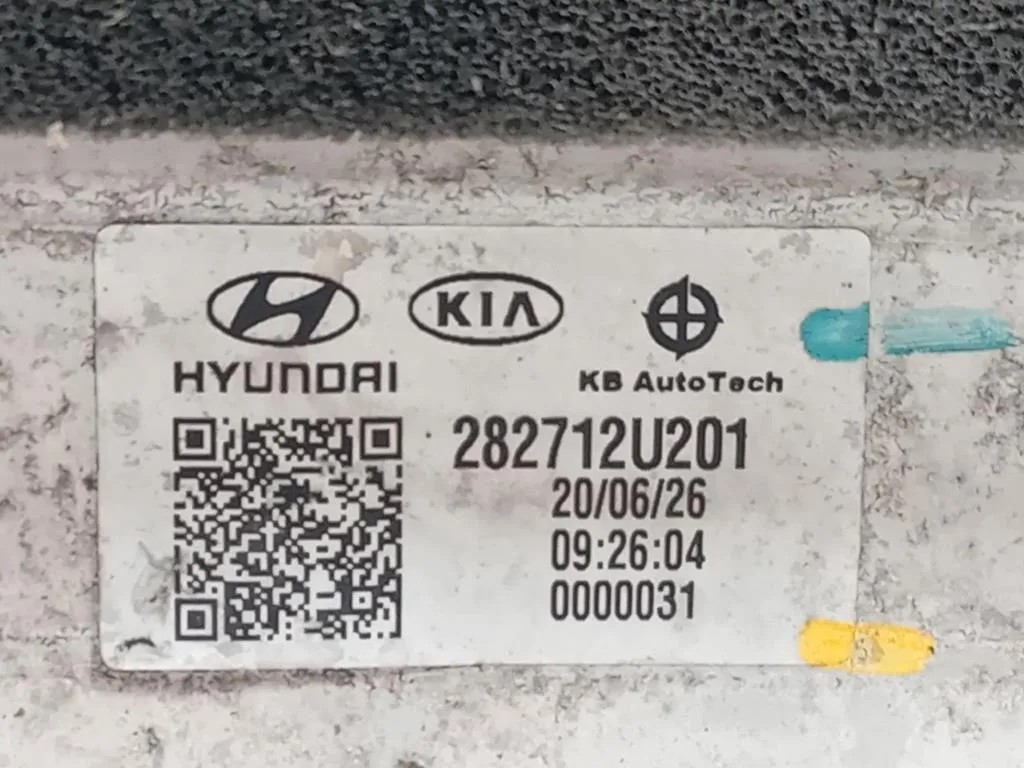 KIA
HYUNDAI
KB AutoTech
282712U201
20/06/26
09:26:04
0000031